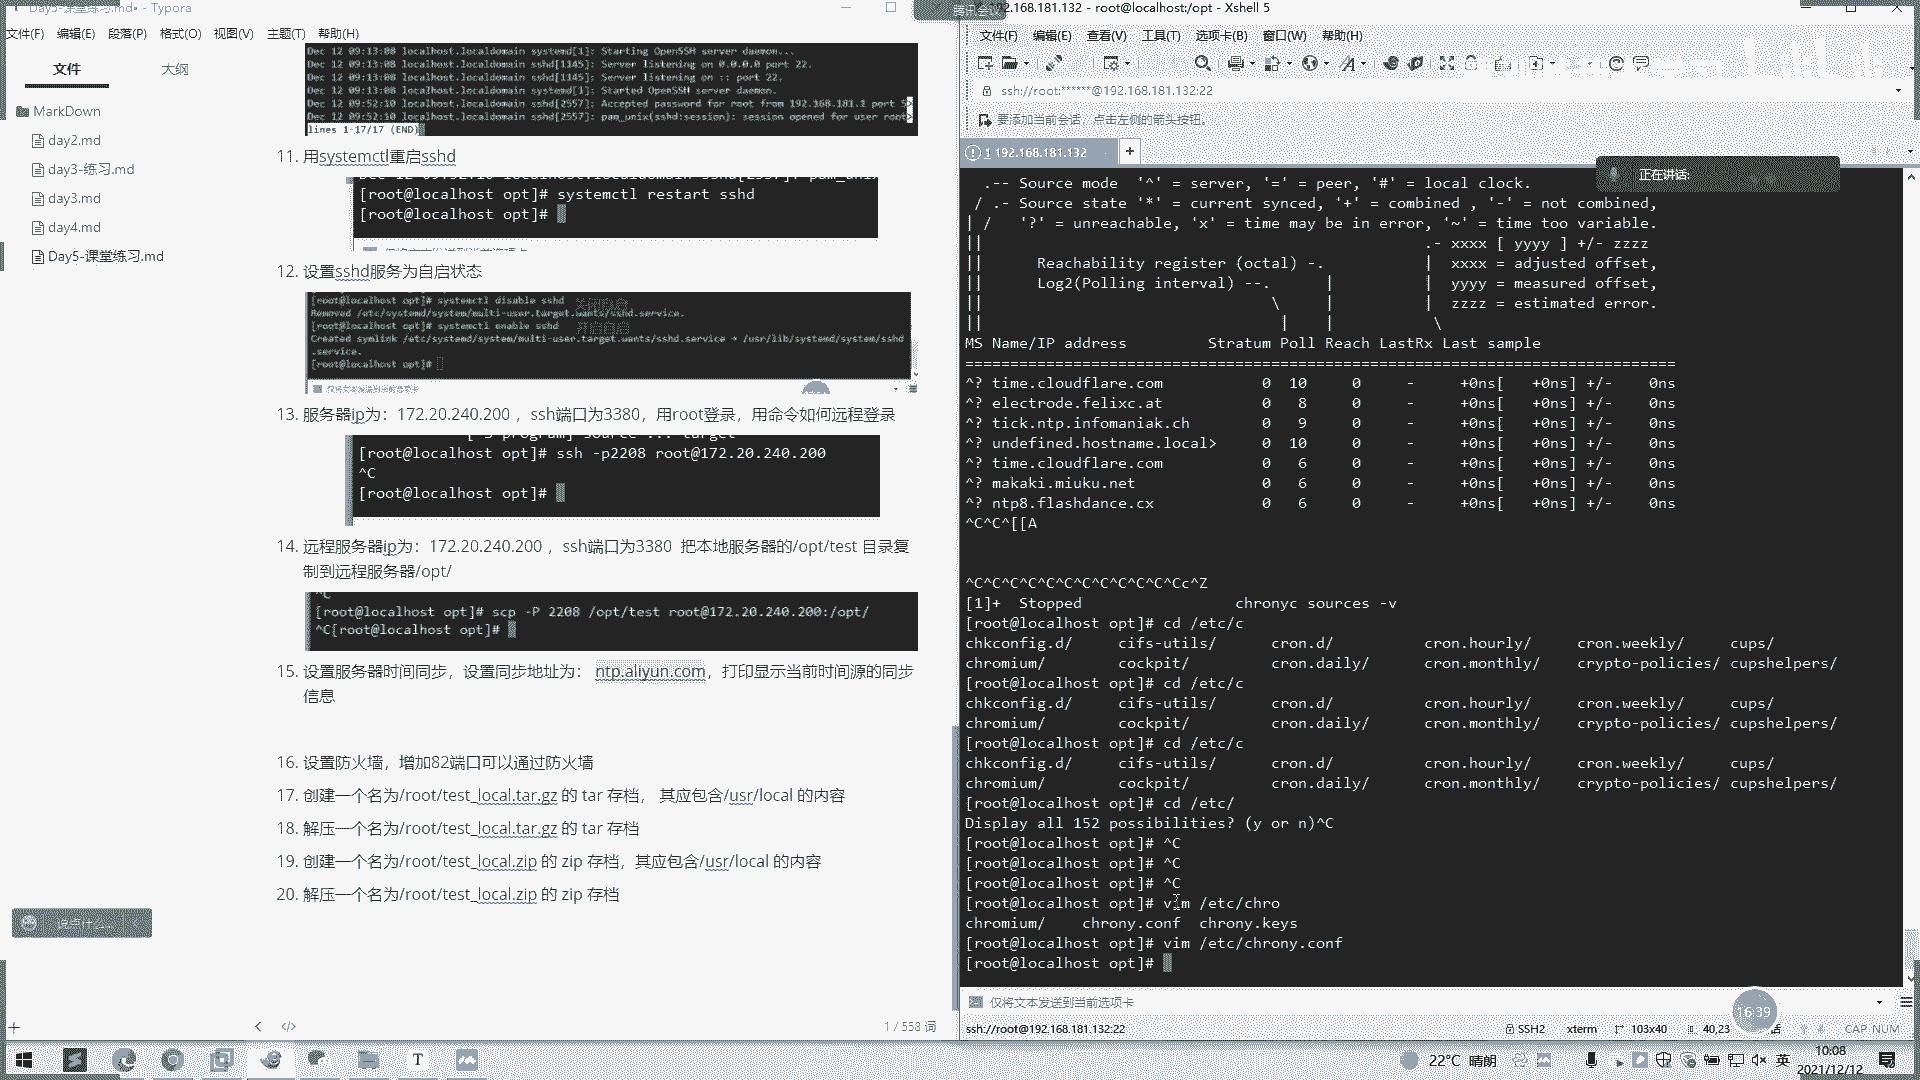 Day5-课堂练习.md• - Typora
文件(F) 编辑(E) 段落(P) 格式(O) 视图(V) 主题(T) 帮助(H)
文件 大纲
MarkDown
day2.md
day3-练习.md
day3.md
day4.md
Day5-课堂练习.md
Dec 12 09:13:08 localhost.localdomain systemd[1]: Starting OpenSSH server daemon...
Dec 12 09:13:08 localhost.localdomain sshd[1145]: Server listening on 0.0.0.0 port 22.
Dec 12 09:13:08 localhost.localdomain sshd[1145]: Server listening on :: port 22.
Dec 12 09:13:08 localhost.localdomain systemd[1]: Started OpenSSH server daemon.
Dec 12 09:52:10 localhost.localdomain sshd[2557]: Accepted password for root from 192.168.181.1 port 5>
Dec 12 09:52:10 localhost.localdomain sshd[2557]: pam_unix(sshd:session): session opened for user root>
lines 1-17/17 (END)
11. 用systemctl重启sshd
[root@localhost opt]# systemctl restart sshd
[root@localhost opt]#
12. 设置sshd服务为自启状态
[root@localhost opt]# systemctl disable sshd 关闭自启
Removed /etc/systemd/system/multi-user.target.wants/sshd.service.
[root@localhost opt]# systemctl enable sshd 开启自启
Created symlink /etc/systemd/system/multi-user.target.wants/sshd.service → /usr/lib/systemd/system/sshd
.service.
[root@localhost opt]#
13. 服务器ip为：172.20.240.200 ，ssh端口为3380，用root登录，用命令如何远程登录
[root@localhost opt]# ssh -p2208 root@172.20.240.200
^C
[root@localhost opt]#
14. 远程服务器ip为：172.20.240.200 ，ssh端口为3380 把本地服务器的/opt/test 目录复
制到远程服务器/opt/
[root@localhost opt]# scp -P 2208 /opt/test root@172.20.240.200:/opt/
^C[root@localhost opt]#
15. 设置服务器时间同步，设置同步地址为： ntp.aliyun.com，打印显示当前时间源的同步
信息
16. 设置防火墙，增加82端口可以通过防火墙
17. 创建一个名为/root/test_local.tar.gz 的 tar 存档， 其应包含/usr/local 的内容
18. 解压一个名为/root/test_local.tar.gz 的 tar 存档
19. 创建一个名为/root/test_local.zip 的 zip 存档，其应包含/usr/local 的内容
20. 解压一个名为/root/test_local.zip 的 zip 存档
说点什么...
1 / 558 词
腾讯会议
192.168.181.132 - root@localhost:/opt - Xshell 5
文件(F) 编辑(E) 查看(V) 工具(T) 选项卡(B) 窗口(W) 帮助(H)
ssh://root:******@192.168.181.132:22
要添加当前会话，点击左侧的箭头按钮。
1 192.168.181.132
正在讲话:
.-- Source mode  '^' = server, '=' = peer, '#' = local clock.
/ .- Source state '*' = current synced, '+' = combined , '-' = not combined,
| /   '?' = unreachable, 'x' = time may be in error, '~' = time too variable.
||                                                 .- xxxx [ yyyy ] +/- zzzz
||      Reachability register (octal) -.           |  xxxx = adjusted offset,
||      Log2(Polling interval) --.      |          |  yyyy = measured offset,
||                                \     |          |  zzzz = estimated error.
||                                 |    |           \
MS Name/IP address         Stratum Poll Reach LastRx Last sample
===============================================================================
^? time.cloudflare.com           0  10     0     -     +0ns[   +0ns] +/-    0ns
^? electrode.felixc.at           0   8     0     -     +0ns[   +0ns] +/-    0ns
^? tick.ntp.infomaniak.ch        0   9     0     -     +0ns[   +0ns] +/-    0ns
^? undefined.hostname.local>     0  10     0     -     +0ns[   +0ns] +/-    0ns
^? time.cloudflare.com           0   6     0     -     +0ns[   +0ns] +/-    0ns
^? makaki.miuku.net              0   6     0     -     +0ns[   +0ns] +/-    0ns
^? ntp8.flashdance.cx            0   6     0     -     +0ns[   +0ns] +/-    0ns
^C^C^[[A
^C^C^C^C^C^C^C^C^C^C^C^Cc^Z
[1]+  Stopped                 chronyc sources -v
[root@localhost opt]# cd /etc/c
chkconfig.d/     cifs-utils/      cron.d/          cron.hourly/     cron.weekly/     cups/
chromium/        cockpit/         cron.daily/      cron.monthly/    crypto-policies/ cupshelpers/
[root@localhost opt]# cd /etc/c
chkconfig.d/     cifs-utils/      cron.d/          cron.hourly/     cron.weekly/     cups/
chromium/        cockpit/         cron.daily/      cron.monthly/    crypto-policies/ cupshelpers/
[root@localhost opt]# cd /etc/c
chkconfig.d/     cifs-utils/      cron.d/          cron.hourly/     cron.weekly/     cups/
chromium/        cockpit/         cron.daily/      cron.monthly/    crypto-policies/ cupshelpers/
[root@localhost opt]# cd /etc/
Display all 152 possibilities? (y or n)^C
[root@localhost opt]# ^C
[root@localhost opt]# ^C
[root@localhost opt]# ^C
[root@localhost opt]# vim /etc/chro
chromium/    chrony.conf  chrony.keys
[root@localhost opt]# vim /etc/chrony.conf
[root@localhost opt]#
仅将文本发送到当前选项卡
16:39
ssh://root@192.168.181.132:22 SSH2 xterm 103x40 40,23 CAP NUM
22°C 晴朗 英 10:08
2021/12/12